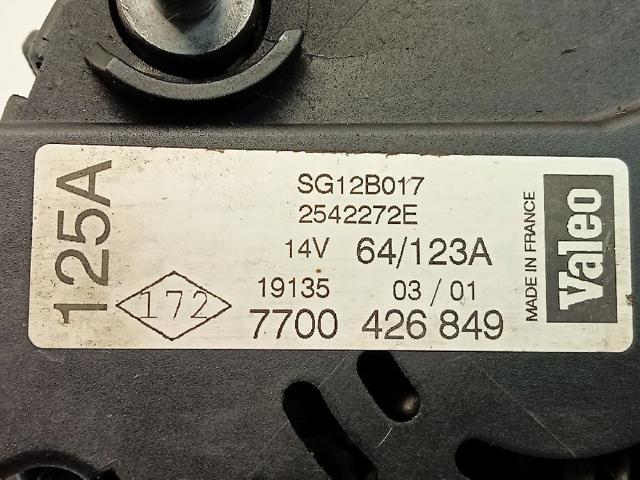 125A
SG12B017
2542272E
14V 64/123A
19135 03 / 01
172
7700 426 849
MADE IN FRANCE
Valeo